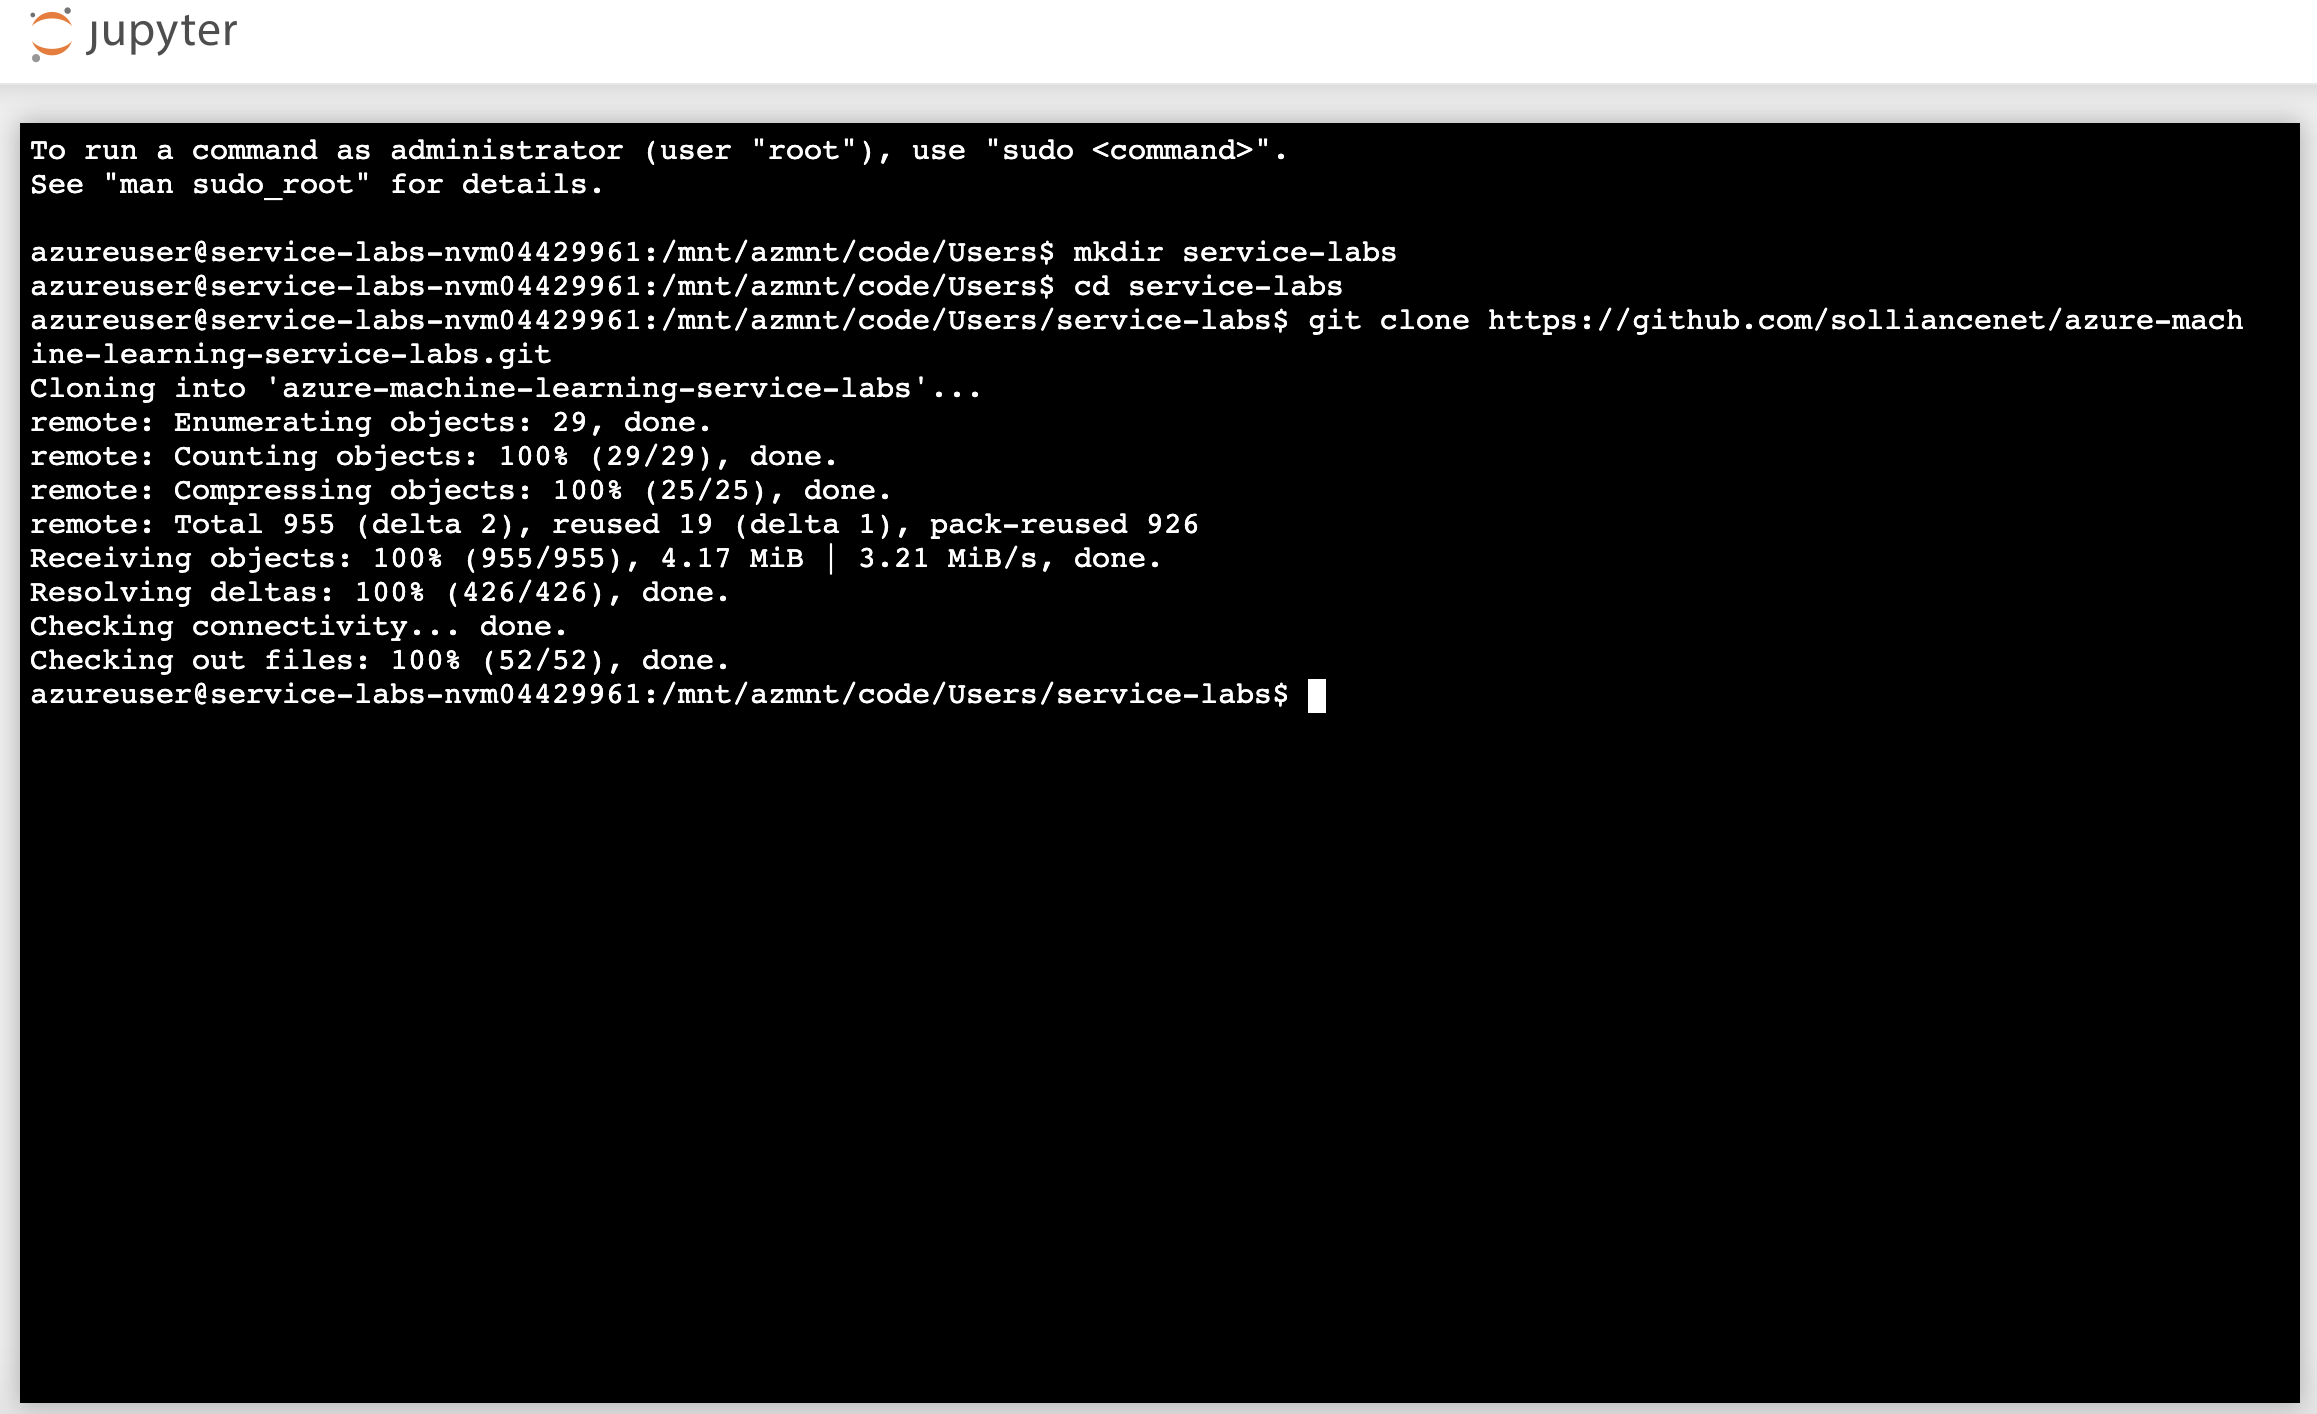 jupyter
To run a command as administrator (user "root"), use "sudo <command>".
See "man sudo_root" for details.
azureuser@service-labs-nvm04429961:/mnt/azmnt/code/Users$ mkdir service-labs
azureuser@service-labs-nvm04429961:/mnt/azmnt/code/Users$ cd service-labs
azureuser@service-labs-nvm04429961:/mnt/azmnt/code/Users/service-labs$ git clone https://github.com/solliancenet/azure-mach
ine-learning-service-labs.git
Cloning into 'azure-machine-learning-service-labs'...
remote: Enumerating objects: 29, done.
remote: Counting objects: 100% (29/29), done.
remote: Compressing objects: 100% (25/25), done.
remote: Total 955 (delta 2), reused 19 (delta 1), pack-reused 926
Receiving objects: 100% (955/955), 4.17 MiB | 3.21 MiB/s, done.
Resolving deltas: 100% (426/426), done.
Checking connectivity... done.
Checking out files: 100% (52/52), done.
azureuser@service-labs-nvm04429961:/mnt/azmnt/code/Users/service-labs$